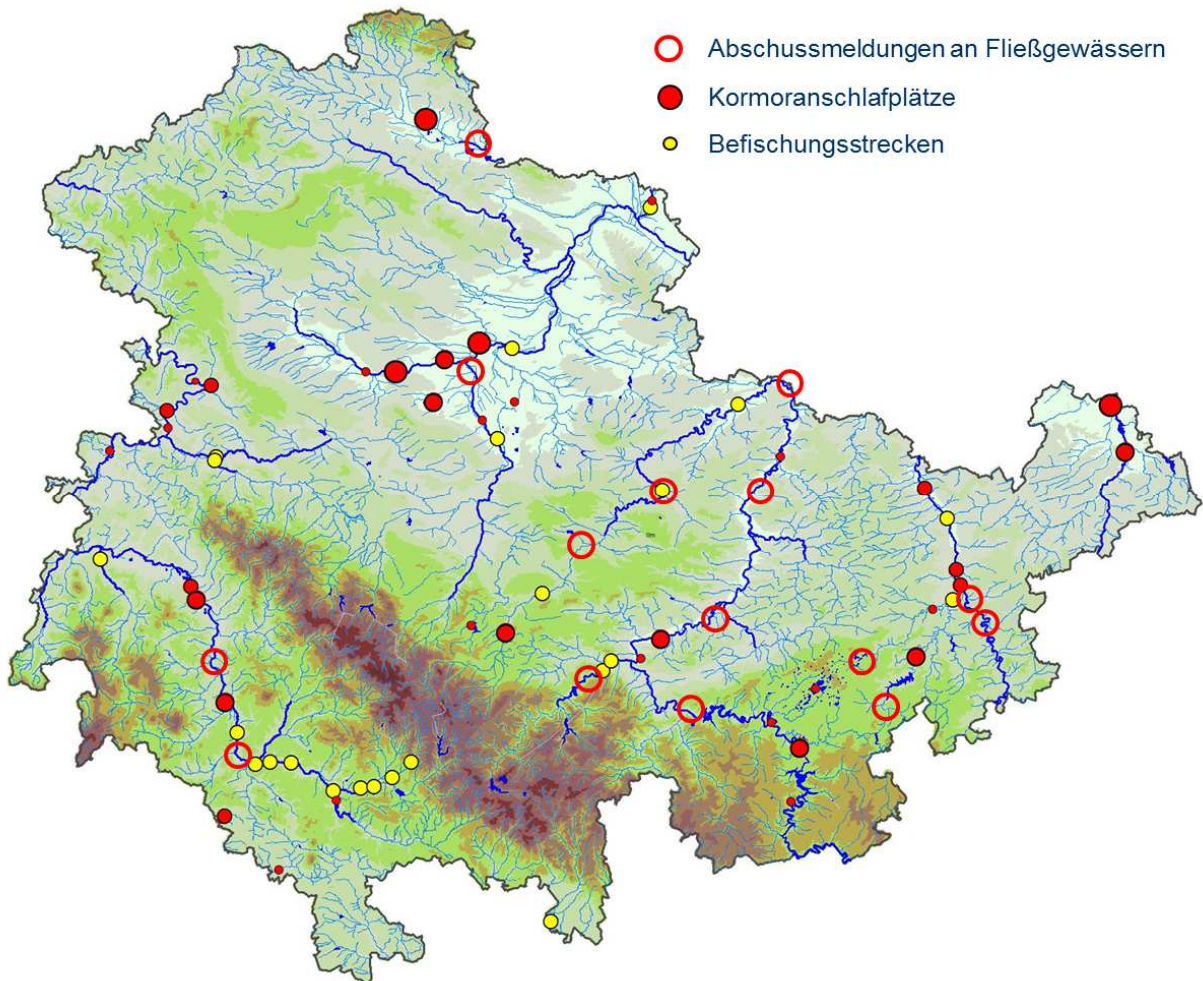 Abschussmeldungen an Fließgewässern
Kormoranschlafplätze
Befischungsstrecken